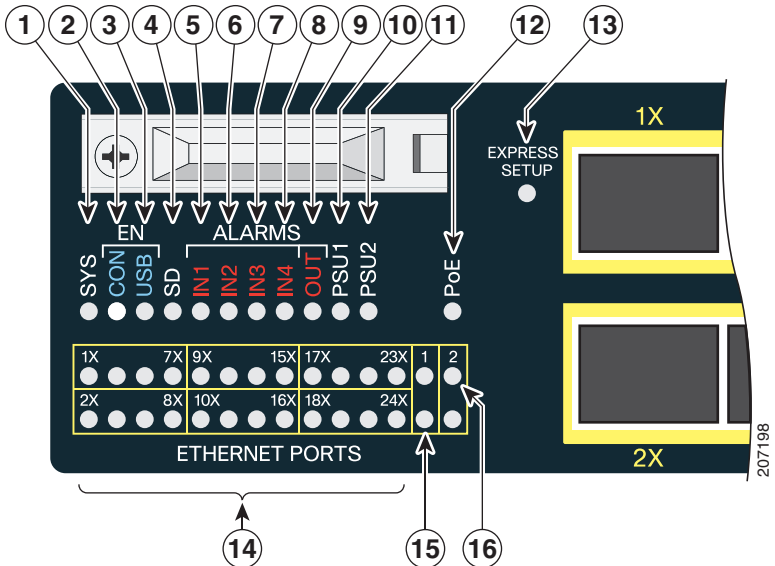 1 2 3 4 5 6 7 8 9 10 11 12 13
1X
EXPRESS
SETUP
EN ALARMS
SYS CON USB SD IN1 IN2 IN3 IN4 OUT PSU1 PSU2 PoE
1X 7X 9X 15X 17X 23X 1 2
2X 8X 10X 16X 18X 24X
ETHERNET PORTS
2X
207198
14 15 16